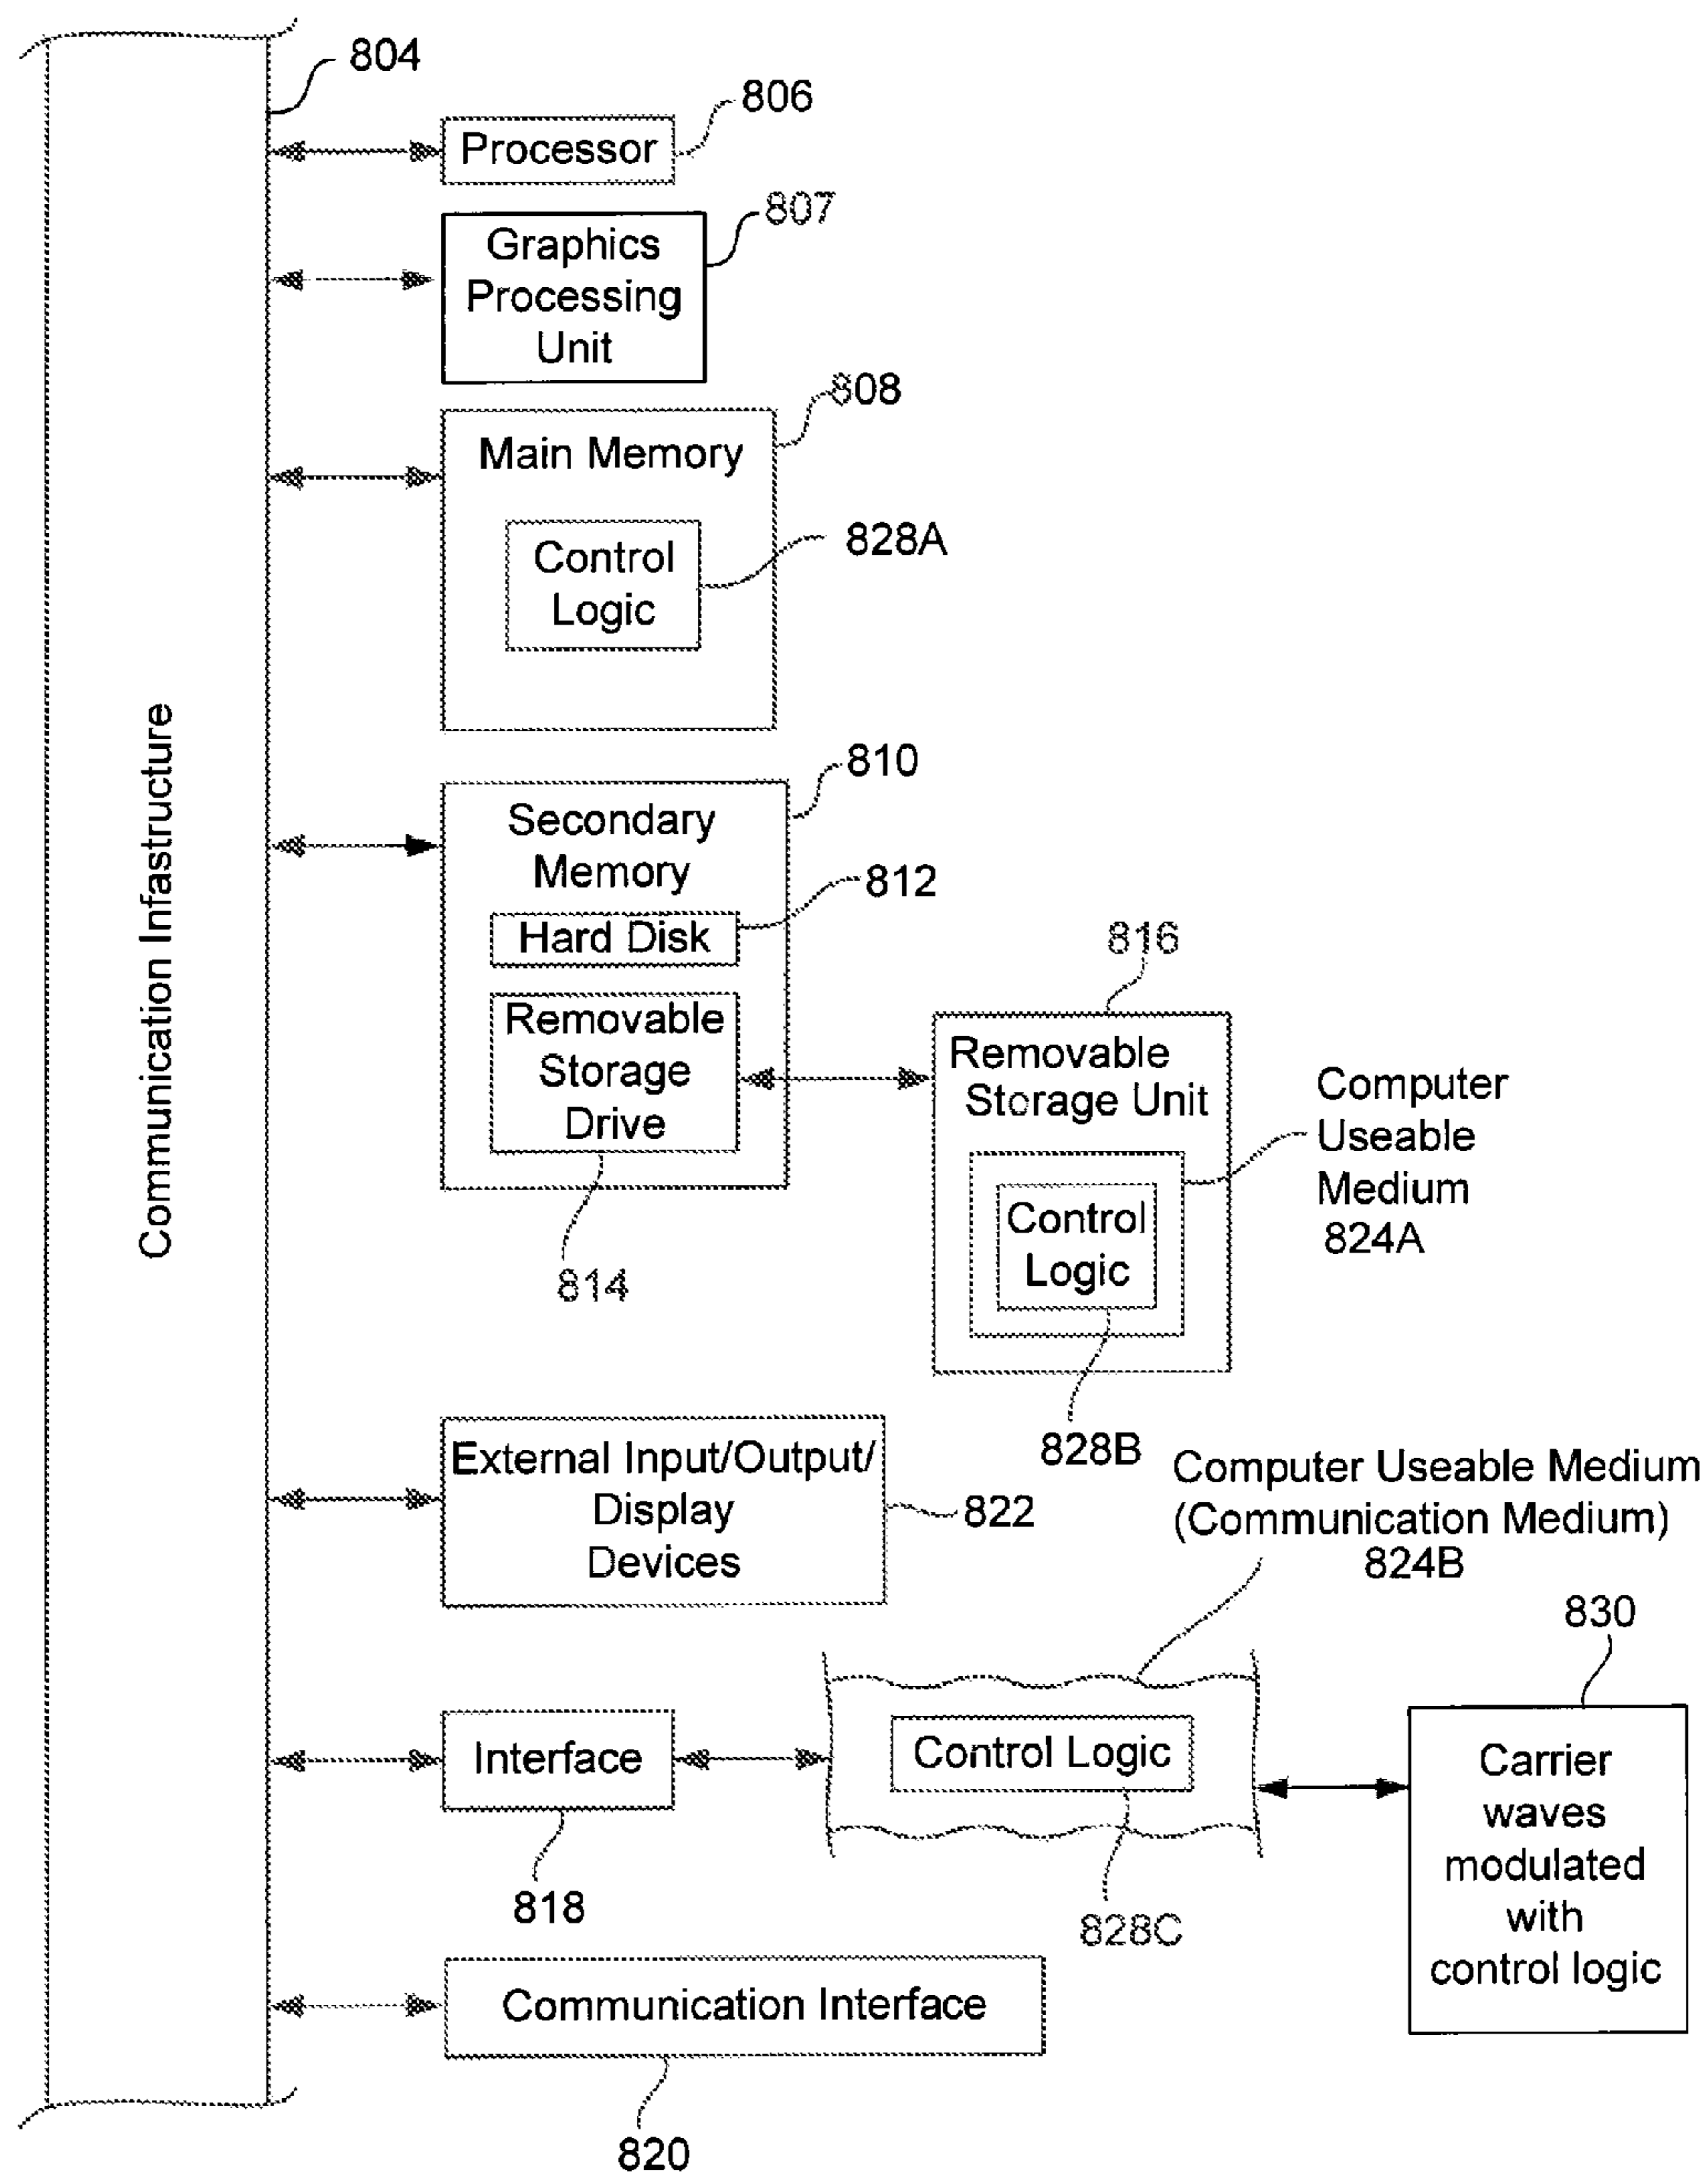 804
806
Processor
807
Graphics
Processing
Unit
808
Main Memory
828A
Control
Logic
Communication Infastructure
810
Secondary
Memory
812
Hard Disk
Removable
Storage
Drive
814
816
Removable
Storage Unit
Computer
Useable
Medium
824A
Control
Logic
828B
External Input/Output/
Display
Devices
822
Computer Useable Medium
(Communication Medium)
824B
830
Interface
818
Control Logic
828C
Carrier
waves
modulated
with
control logic
Communication Interface
820